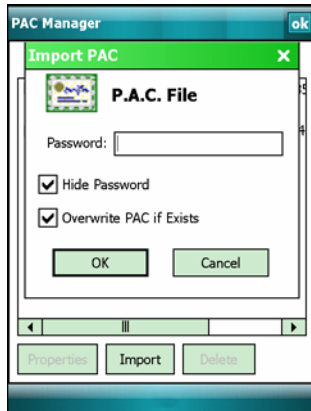 PAC Manager ok
Import PAC
P.A.C. File
Password:
Hide Password
Overwrite PAC if Exists
OK Cancel
Properties Import Delete